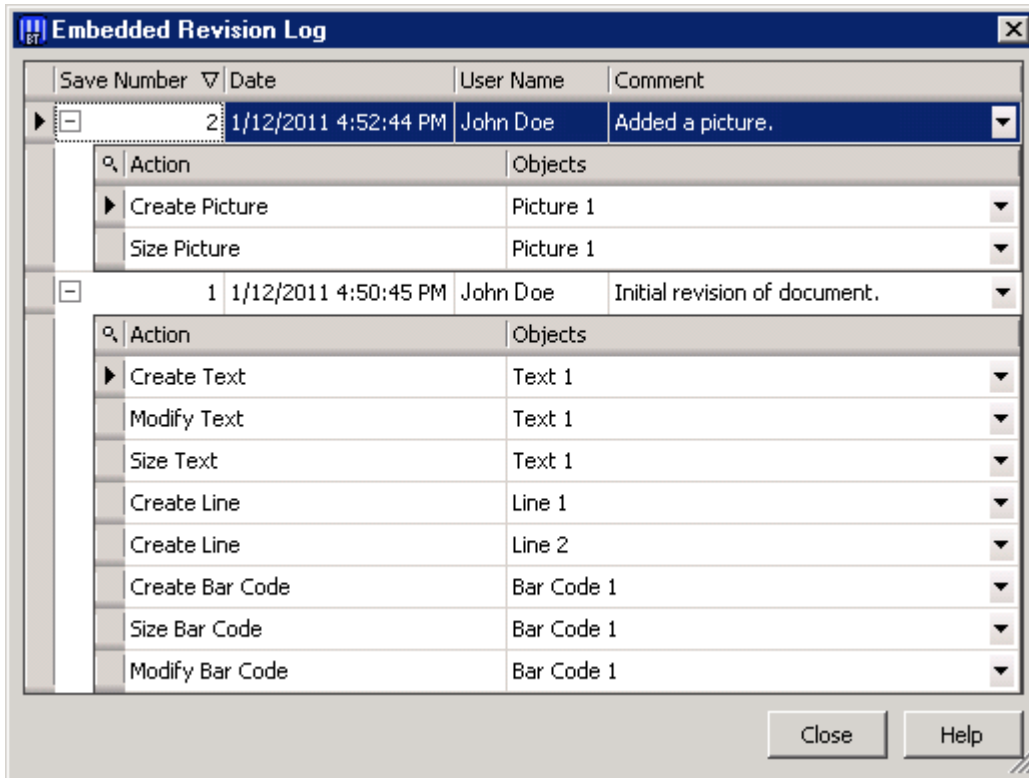 BT Embedded Revision Log
Save Number Date User Name Comment
2 1/12/2011 4:52:44 PM John Doe Added a picture.
Action Objects
Create Picture Picture 1
Size Picture Picture 1
1 1/12/2011 4:50:45 PM John Doe Initial revision of document.
Action Objects
Create Text Text 1
Modify Text Text 1
Size Text Text 1
Create Line Line 1
Create Line Line 2
Create Bar Code Bar Code 1
Size Bar Code Bar Code 1
Modify Bar Code Bar Code 1
Close Help